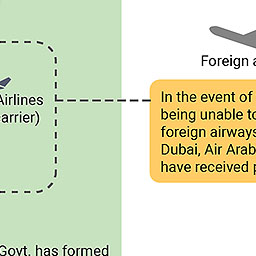 Foreign a
Airlines
arrier)
In the event of
being unable to
foreign airways
Dubai, Air Arab
have received p
Govt. has formed